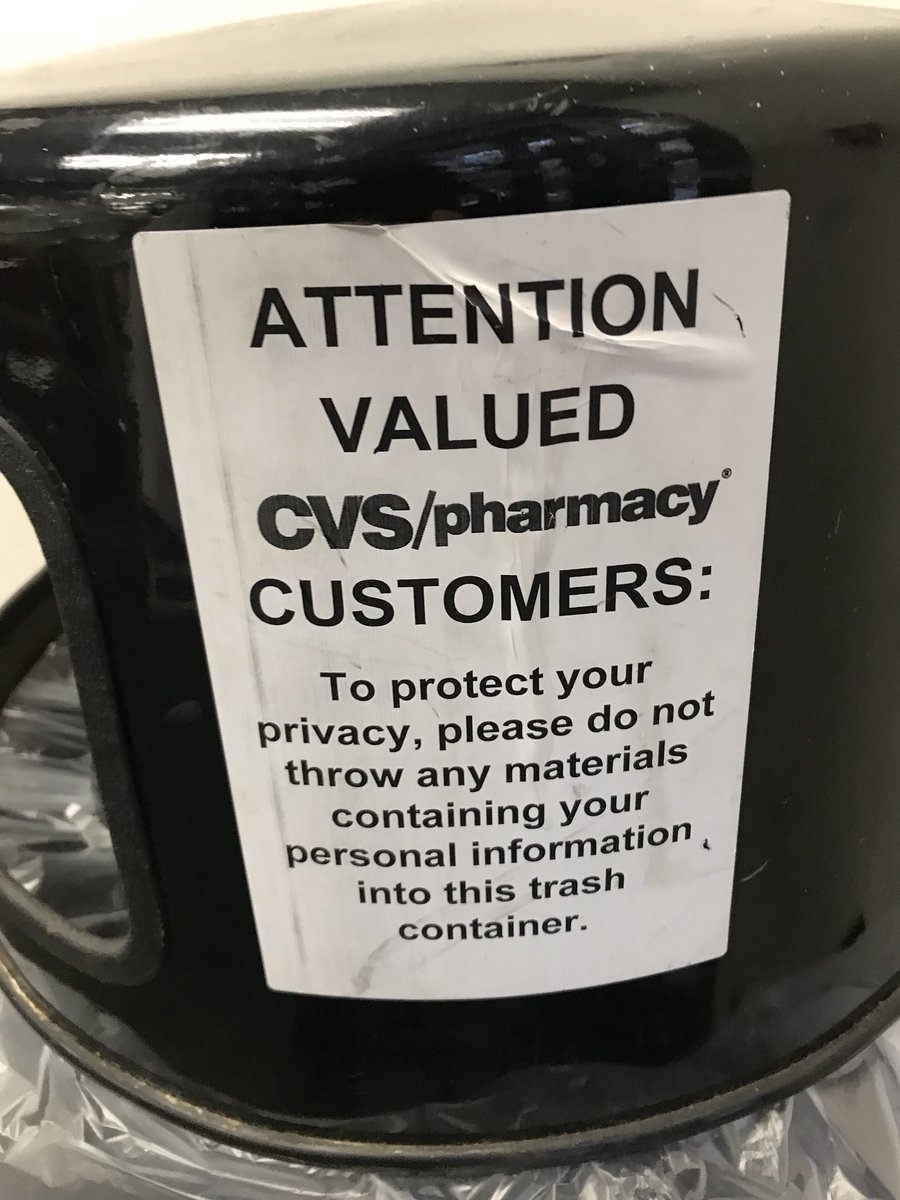 ATTENTION
VALUED
CVS/pharmacy®
CUSTOMERS:
To protect your
privacy, please do not
throw any materials
containing your
personal information
into this trash
container.